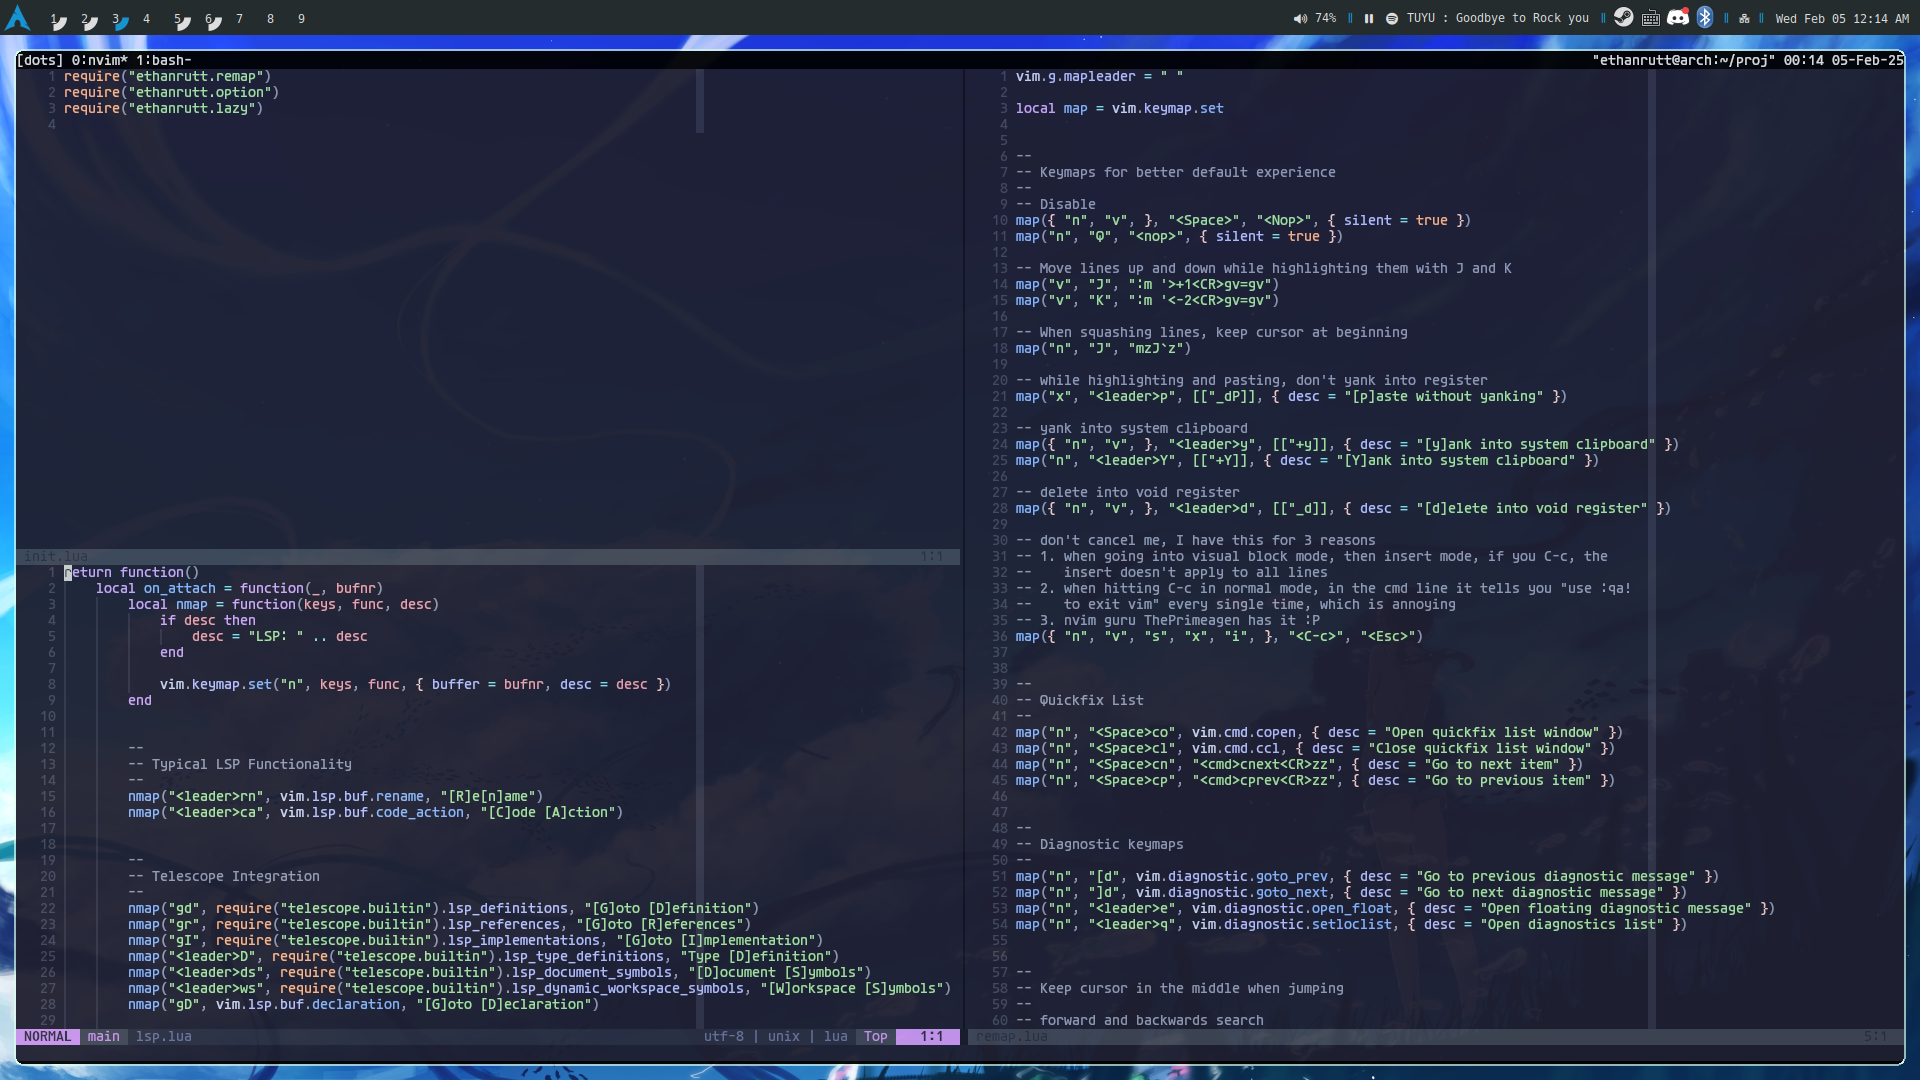 1 2 3 4 5 6 7 8 9
74% TUYU : Goodbye to Rock you Wed Feb 05 12:14 AM
[dots] 0:nvim* 1:bash- "ethanrutt@arch:~/proj" 00:14 05-Feb-25
1 require("ethanrutt.remap")
2 require("ethanrutt.option")
3 require("ethanrutt.lazy")
4
init.lua 1:1
1 return function()
2     local on_attach = function(_, bufnr)
3         local nmap = function(keys, func, desc)
4             if desc then
5                 desc = "LSP: " .. desc
6             end
7
8             vim.keymap.set("n", keys, func, { buffer = bufnr, desc = desc })
9         end
10
11
12         --
13         -- Typical LSP Functionality
14         --
15         nmap("<leader>rn", vim.lsp.buf.rename, "[R]e[n]ame")
16         nmap("<leader>ca", vim.lsp.buf.code_action, "[C]ode [A]ction")
17
18
19         --
20         -- Telescope Integration
21         --
22         nmap("gd", require("telescope.builtin").lsp_definitions, "[G]oto [D]efinition")
23         nmap("gr", require("telescope.builtin").lsp_references, "[G]oto [R]eferences")
24         nmap("gI", require("telescope.builtin").lsp_implementations, "[G]oto [I]mplementation")
25         nmap("<leader>D", require("telescope.builtin").lsp_type_definitions, "Type [D]efinition")
26         nmap("<leader>ds", require("telescope.builtin").lsp_document_symbols, "[D]ocument [S]ymbols")
27         nmap("<leader>ws", require("telescope.builtin").lsp_dynamic_workspace_symbols, "[W]orkspace [S]ymbols")
28         nmap("gD", vim.lsp.buf.declaration, "[G]oto [D]eclaration")
29
NORMAL main lsp.lua utf-8 | unix | lua Top 1:1
1 vim.g.mapleader = " "
2
3 local map = vim.keymap.set
4
5
6 --
7 -- Keymaps for better default experience
8 --
9 -- Disable
10 map({ "n", "v", }, "<Space>", "<Nop>", { silent = true })
11 map("n", "Q", "<nop>", { silent = true })
12
13 -- Move lines up and down while highlighting them with J and K
14 map("v", "J", ":m '>+1<CR>gv=gv")
15 map("v", "K", ":m '<-2<CR>gv=gv")
16
17 -- When squashing lines, keep cursor at beginning
18 map("n", "J", "mzJ`z")
19
20 -- while highlighting and pasting, don't yank into register
21 map("x", "<leader>p", [["_dP]], { desc = "[p]aste without yanking" })
22
23 -- yank into system clipboard
24 map({ "n", "v", }, "<leader>y", [["+y]], { desc = "[y]ank into system clipboard" })
25 map("n", "<leader>Y", [["+Y]], { desc = "[Y]ank into system clipboard" })
26
27 -- delete into void register
28 map({ "n", "v", }, "<leader>d", [["_d]], { desc = "[d]elete into void register" })
29
30 -- don't cancel me, I have this for 3 reasons
31 -- 1. when going into visual block mode, then insert mode, if you C-c, the
32 --    insert doesn't apply to all lines
33 -- 2. when hitting C-c in normal mode, in the cmd line it tells you "use :qa!
34 --    to exit vim" every single time, which is annoying
35 -- 3. nvim guru ThePrimeagen has it :P
36 map({ "n", "v", "s", "x", "i", }, "<C-c>", "<Esc>")
37
38
39 --
40 -- Quickfix List
41 --
42 map("n", "<Space>co", vim.cmd.copen, { desc = "Open quickfix list window" })
43 map("n", "<Space>cl", vim.cmd.ccl, { desc = "Close quickfix list window" })
44 map("n", "<Space>cn", "<cmd>cnext<CR>zz", { desc = "Go to next item" })
45 map("n", "<Space>cp", "<cmd>cprev<CR>zz", { desc = "Go to previous item" })
46
47
48 --
49 -- Diagnostic keymaps
50 --
51 map("n", "[d", vim.diagnostic.goto_prev, { desc = "Go to previous diagnostic message" })
52 map("n", "]d", vim.diagnostic.goto_next, { desc = "Go to next diagnostic message" })
53 map("n", "<leader>e", vim.diagnostic.open_float, { desc = "Open floating diagnostic message" })
54 map("n", "<leader>q", vim.diagnostic.setloclist, { desc = "Open diagnostics list" })
55
56
57 --
58 -- Keep cursor in the middle when jumping
59 --
60 -- forward and backwards search
remap.lua 5:1